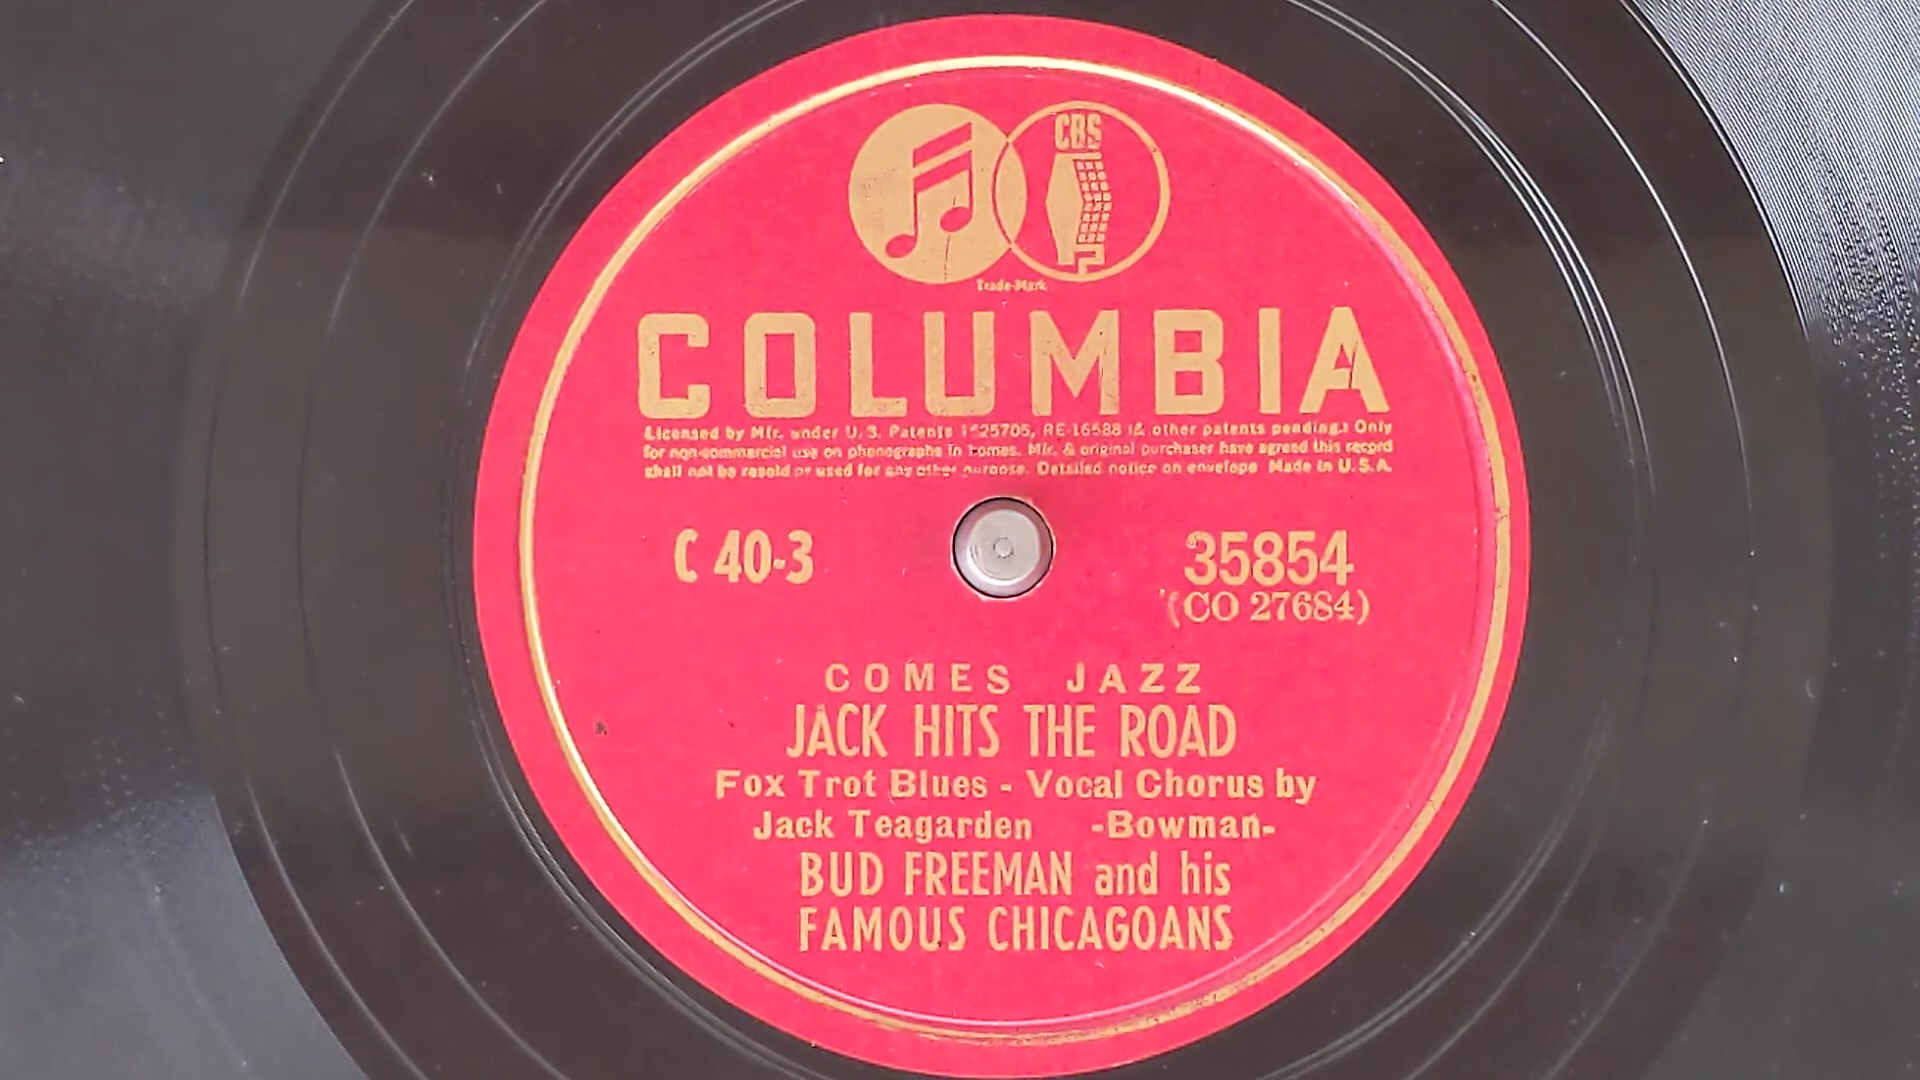 CBS
Trade-Mark
COLUMBIA
Licensed by Mfr. under U. S. Patents 1625705, RE-16588 (& other patents pending.) Only
for non-commercial use on phonographs in homes. Mfr. & original purchaser have agreed this record
shall not be resold or used for any other purpose. Detailed notice on envelope Made in U. S. A.
C 40-3
35854
(CO 27684)
COMES JAZZ
JACK HITS THE ROAD
Fox Trot Blues - Vocal Chorus by
Jack Teagarden -Bowman-
BUD FREEMAN and his
FAMOUS CHICAGOANS